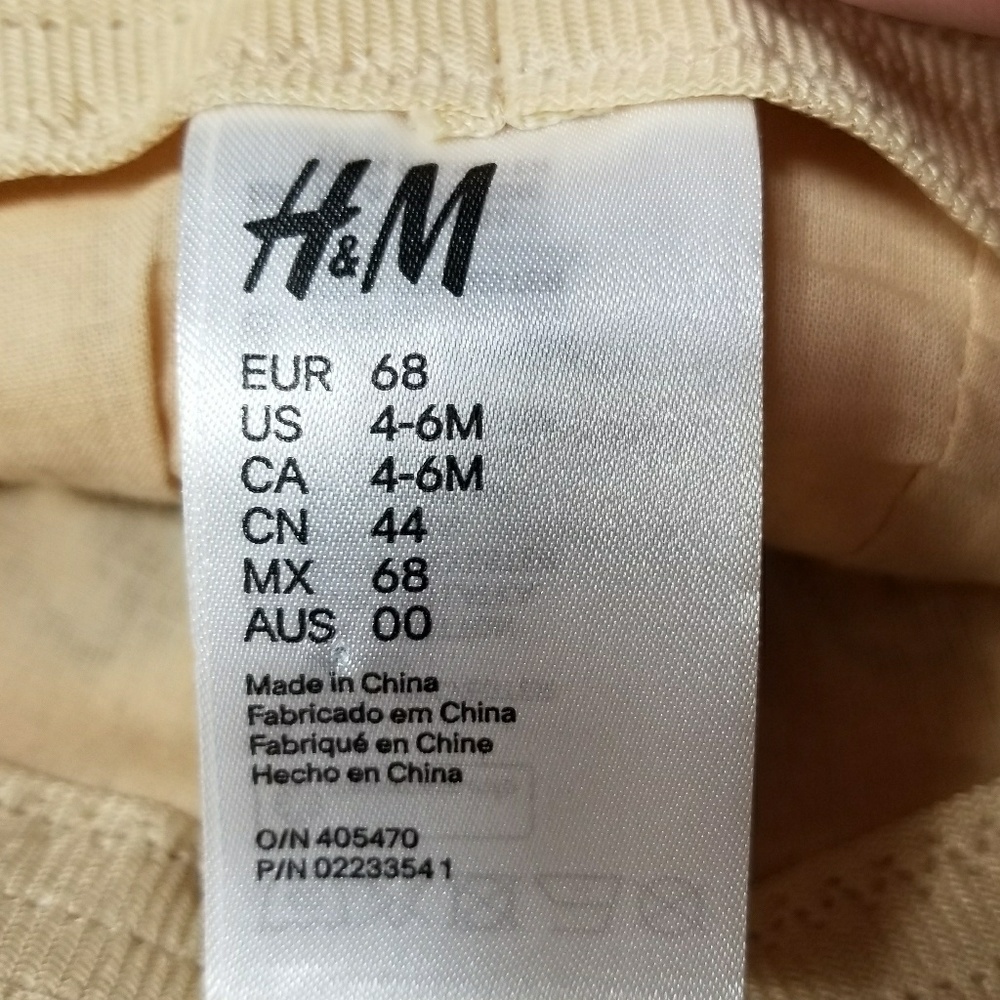 H&M
EUR 68
US 4-6M
CA 4-6M
CN 44
MX 68
AUS 00
Made in China
Fabricado em China
Fabriqué en Chine
Hecho en China
O/N 405470
P/N 02233541